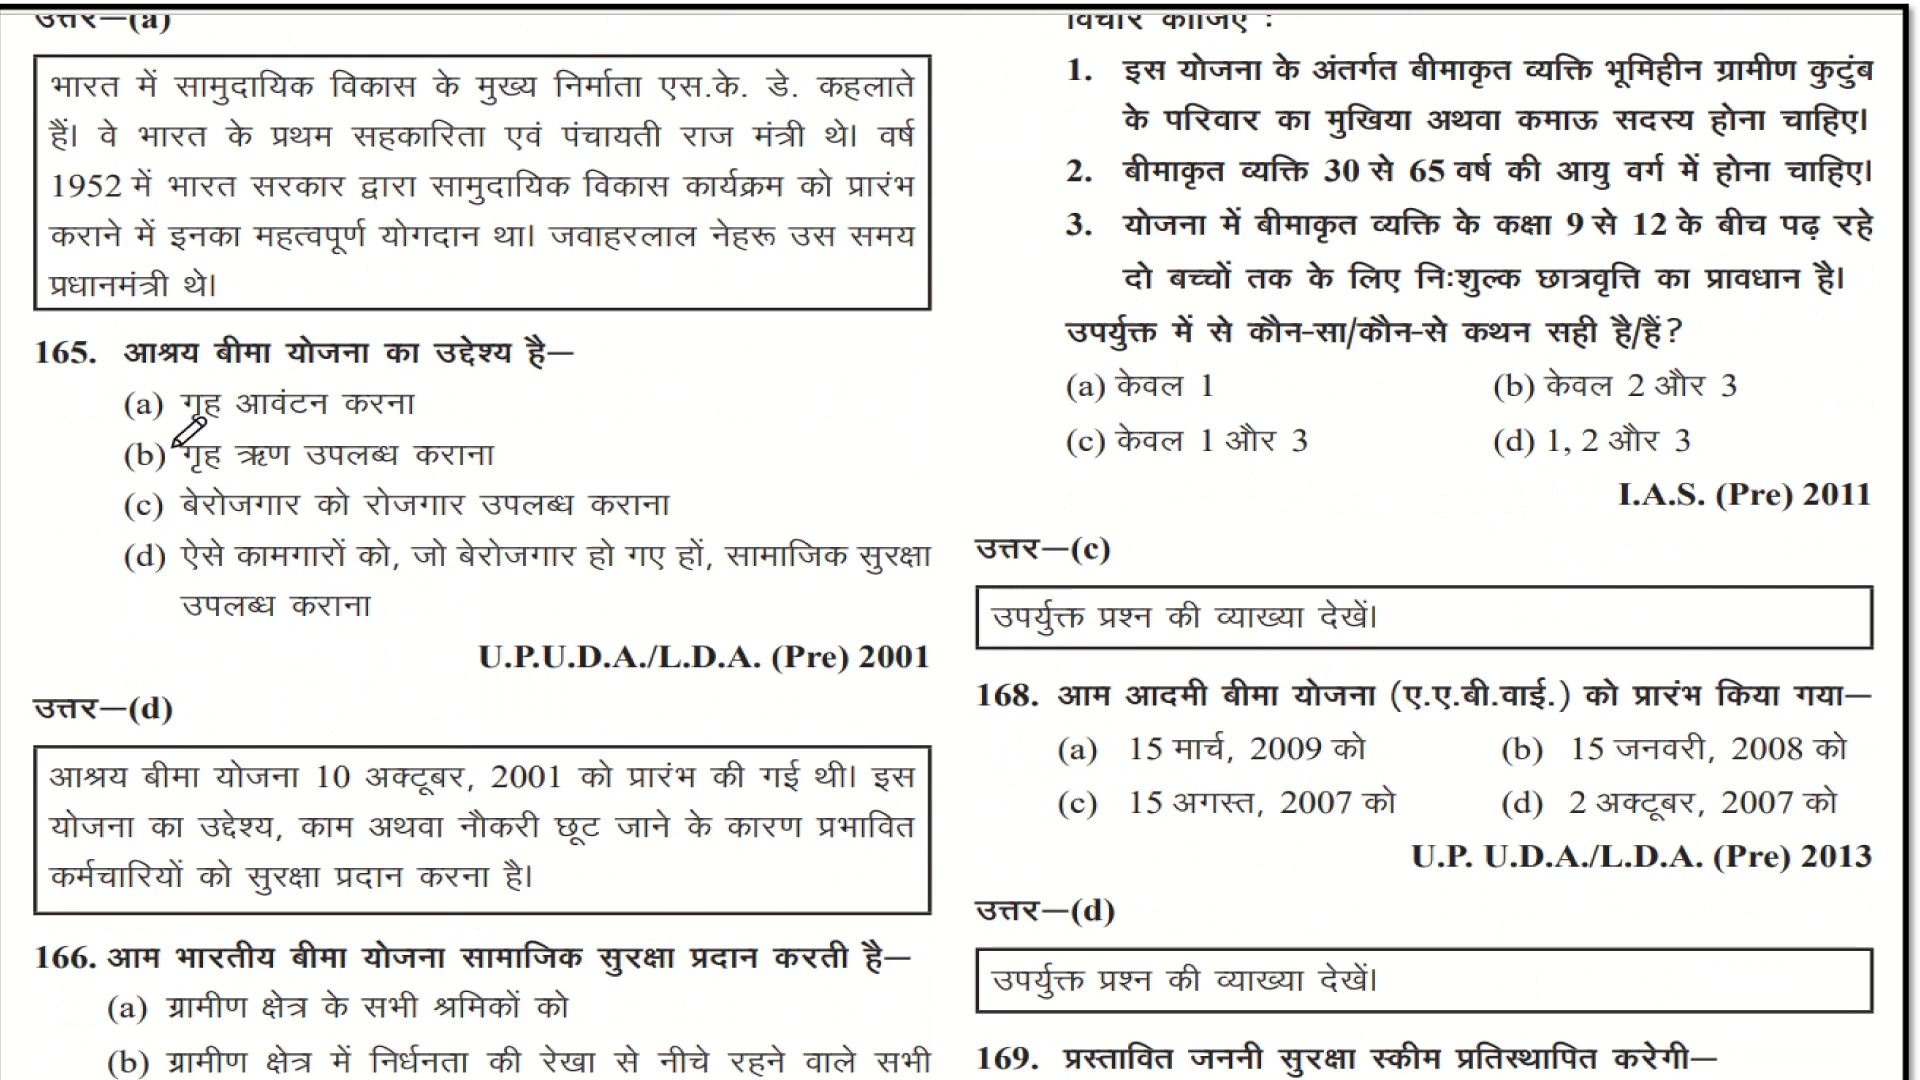 उत्तर—(a)
भारत में सामुदायिक विकास के मुख्य निर्माता एस.के. डे. कहलाते
हैं। वे भारत के प्रथम सहकारिता एवं पंचायती राज मंत्री थे। वर्ष
1952 में भारत सरकार द्वारा सामुदायिक विकास कार्यक्रम को प्रारंभ
कराने में इनका महत्वपूर्ण योगदान था। जवाहरलाल नेहरू उस समय
प्रधानमंत्री थे।
165. आश्रय बीमा योजना का उद्देश्य है—
(a) गृह आवंटन करना
(b) गृह ऋण उपलब्ध कराना
(c) बेरोजगार को रोजगार उपलब्ध कराना
(d) ऐसे कामगारों को, जो बेरोजगार हो गए हों, सामाजिक सुरक्षा
उपलब्ध कराना
U.P.U.D.A./L.D.A. (Pre) 2001
उत्तर—(d)
आश्रय बीमा योजना 10 अक्टूबर, 2001 को प्रारंभ की गई थी। इस
योजना का उद्देश्य, काम अथवा नौकरी छूट जाने के कारण प्रभावित
कर्मचारियों को सुरक्षा प्रदान करना है।
166. आम भारतीय बीमा योजना सामाजिक सुरक्षा प्रदान करती है—
(a) ग्रामीण क्षेत्र के सभी श्रमिकों को
(b) ग्रामीण क्षेत्र में निर्धनता की रेखा से नीचे रहने वाले सभी
विचार कीजिए :
1. इस योजना के अंतर्गत बीमाकृत व्यक्ति भूमिहीन ग्रामीण कुटुंब
के परिवार का मुखिया अथवा कमाऊ सदस्य होना चाहिए।
2. बीमाकृत व्यक्ति 30 से 65 वर्ष की आयु वर्ग में होना चाहिए।
3. योजना में बीमाकृत व्यक्ति के कक्षा 9 से 12 के बीच पढ़ रहे
दो बच्चों तक के लिए निःशुल्क छात्रवृत्ति का प्रावधान है।
उपर्युक्त में से कौन-सा/कौन-से कथन सही है/हैं?
(a) केवल 1 (b) केवल 2 और 3
(c) केवल 1 और 3 (d) 1, 2 और 3
I.A.S. (Pre) 2011
उत्तर—(c)
उपर्युक्त प्रश्न की व्याख्या देखें।
168. आम आदमी बीमा योजना (ए.ए.बी.वाई.) को प्रारंभ किया गया—
(a) 15 मार्च, 2009 को (b) 15 जनवरी, 2008 को
(c) 15 अगस्त, 2007 को (d) 2 अक्टूबर, 2007 को
U.P. U.D.A./L.D.A. (Pre) 2013
उत्तर—(d)
उपर्युक्त प्रश्न की व्याख्या देखें।
169. प्रस्तावित जननी सुरक्षा स्कीम प्रतिस्थापित करेगी—